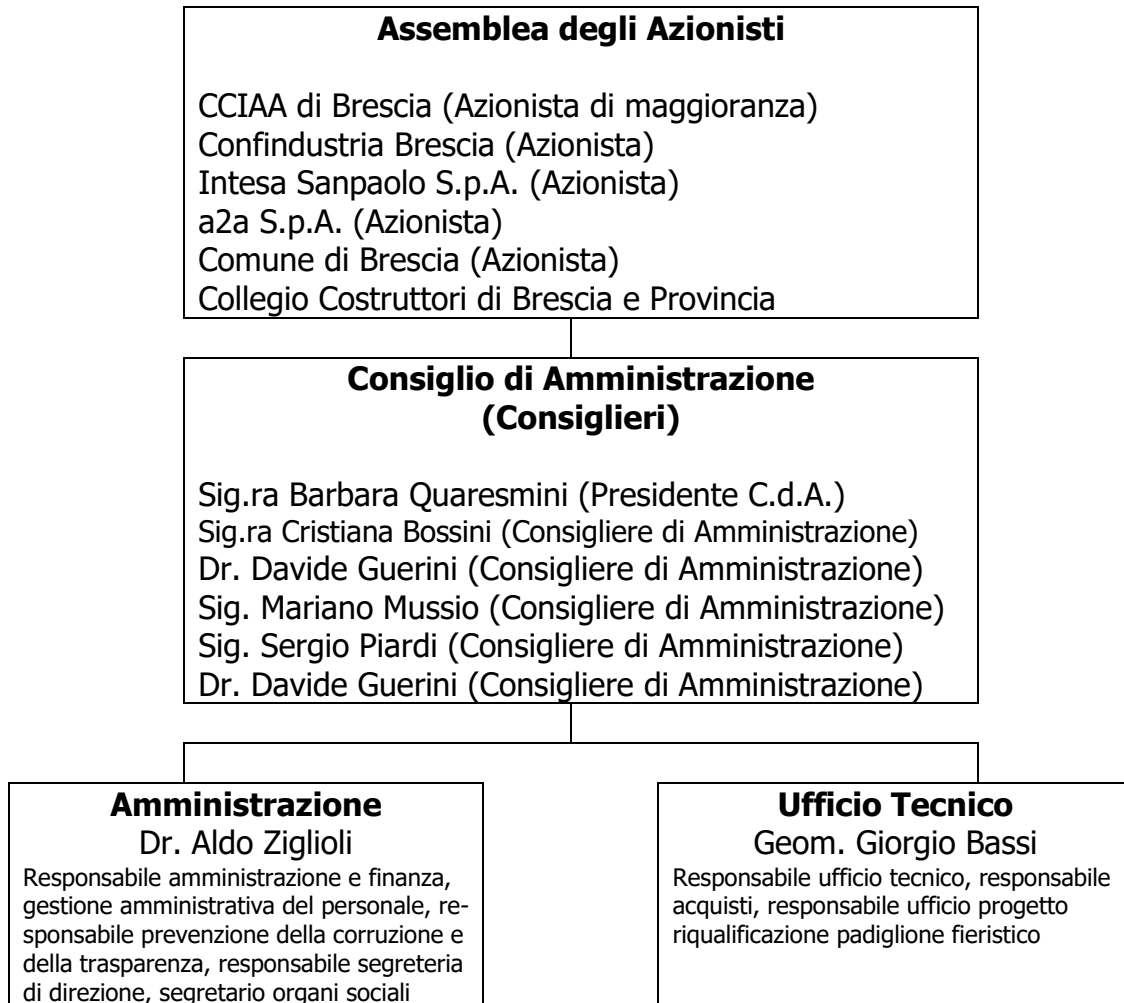 Assemblea degli Azionisti
CCIAA di Brescia (Azionista di maggioranza)
Confindustria Brescia (Azionista)
Intesa Sanpaolo S.p.A. (Azionista)
a2a S.p.A. (Azionista)
Comune di Brescia (Azionista)
Collegio Costruttori di Brescia e Provincia
Consiglio di Amministrazione
(Consiglieri)
Sig.ra Barbara Quaresmini (Presidente C.d.A.)
Sig.ra Cristiana Bossini (Consigliere di Amministrazione)
Dr. Davide Guerini (Consigliere di Amministrazione)
Sig. Mariano Mussio (Consigliere di Amministrazione)
Sig. Sergio Piardi (Consigliere di Amministrazione)
Dr. Davide Guerini (Consigliere di Amministrazione)
Amministrazione
Dr. Aldo Ziglioli
Responsabile amministrazione e finanza,
gestione amministrativa del personale, re-
sponsabile prevenzione della corruzione e
della trasparenza, responsabile segreteria
di direzione, segretario organi sociali
Ufficio Tecnico
Geom. Giorgio Bassi
Responsabile ufficio tecnico, responsabile
acquisti, responsabile ufficio progetto
riqualificazione padiglione fieristico